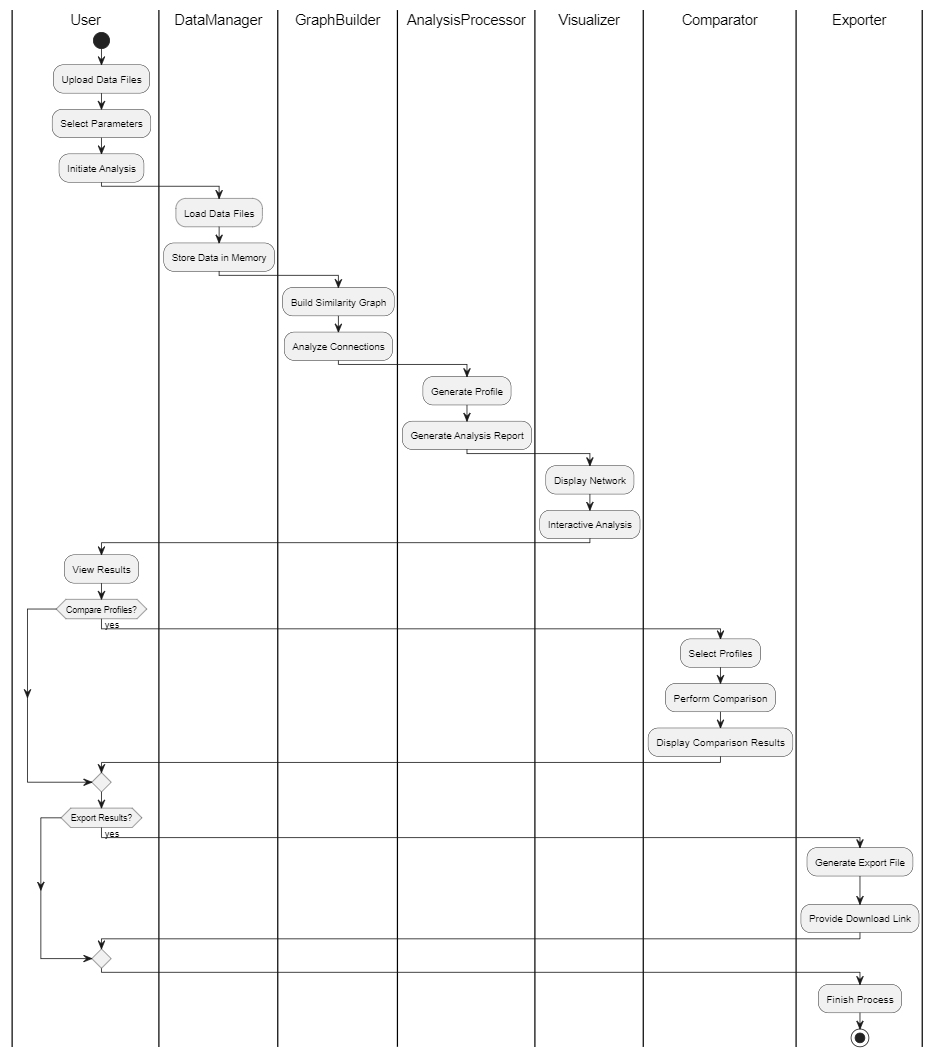 User
DataManager
GraphBuilder
AnalysisProcessor
Visualizer
Comparator
Exporter
Upload Data Files
Select Parameters
Initiate Analysis
Load Data Files
Store Data in Memory
Build Similarity Graph
Analyze Connections
Generate Profile
Generate Analysis Report
Display Network
Interactive Analysis
View Results
Compare Profiles?
yes
Select Profiles
Perform Comparison
Display Comparison Results
Export Results?
yes
Generate Export File
Provide Download Link
Finish Process